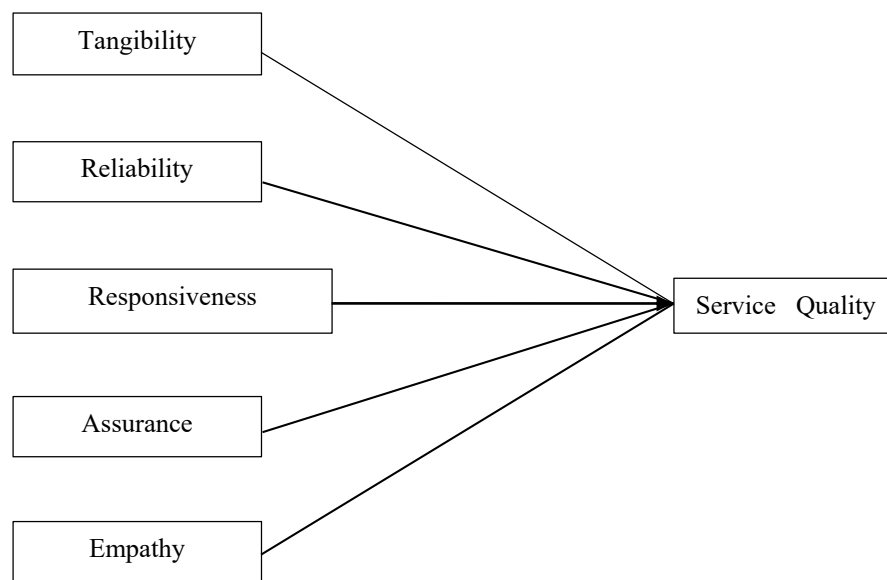 Tangibility
Reliability
Responsiveness
Service Quality
Assurance
Empathy